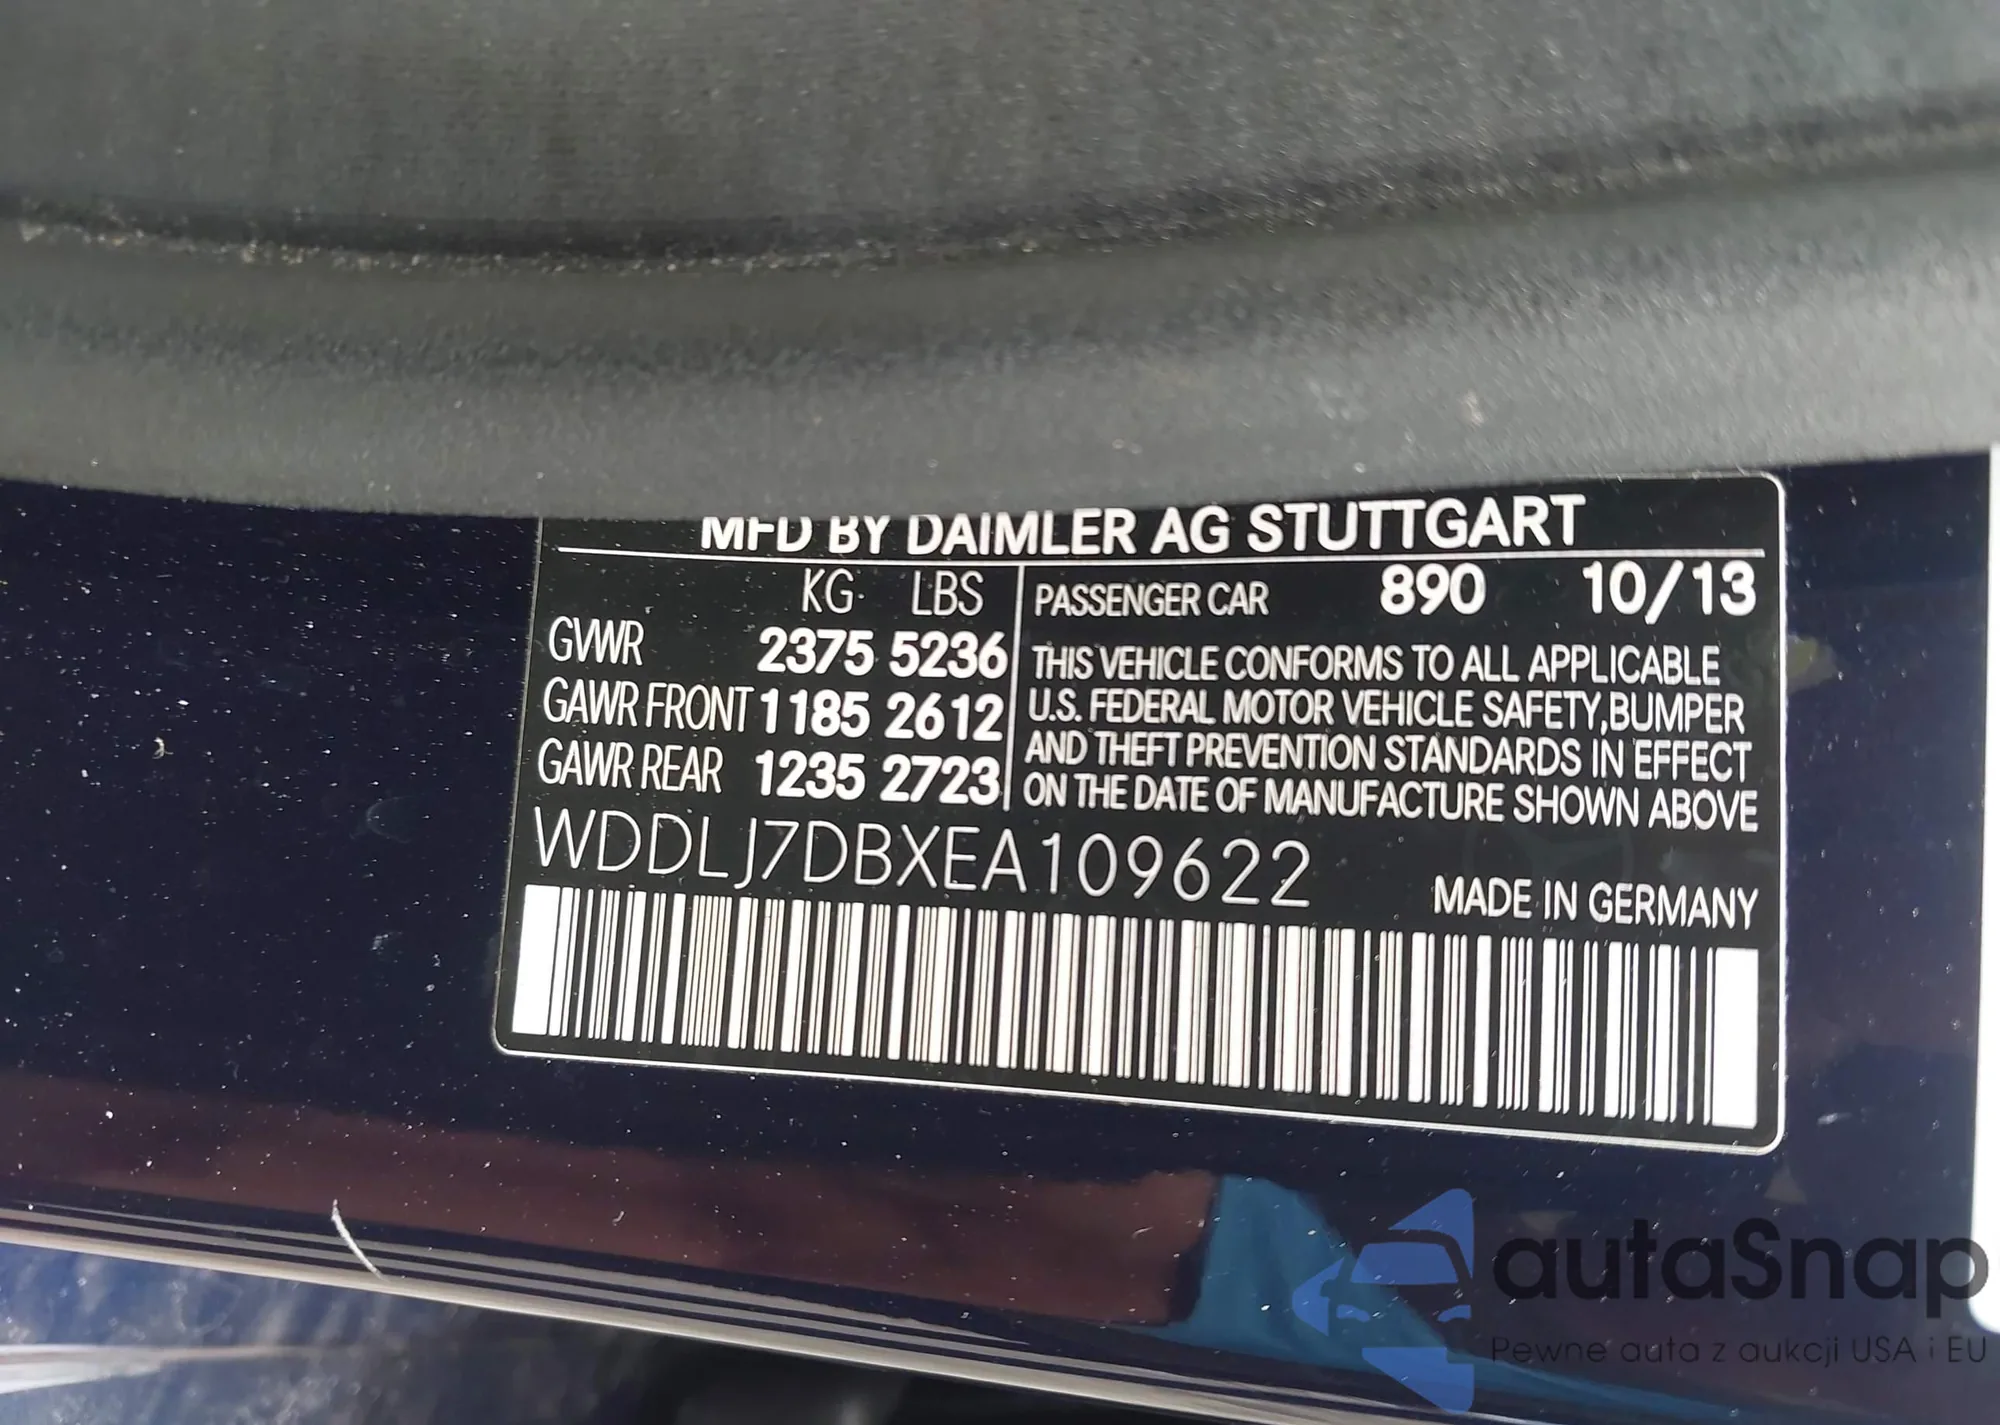 MFD BY DAIMLER AG STUTTGART
KG LBS
GVWR 2375 5236
GAWR FRONT 1185 2612
GAWR REAR 1235 2723
PASSENGER CAR 890 10/13
THIS VEHICLE CONFORMS TO ALL APPLICABLE
U.S. FEDERAL MOTOR VEHICLE SAFETY,BUMPER
AND THEFT PREVENTION STANDARDS IN EFFECT
ON THE DATE OF MANUFACTURE SHOWN ABOVE
WDDLJ7DBXEA109622
MADE IN GERMANY
autaSnap
Pewne auta z aukcji USA i EU